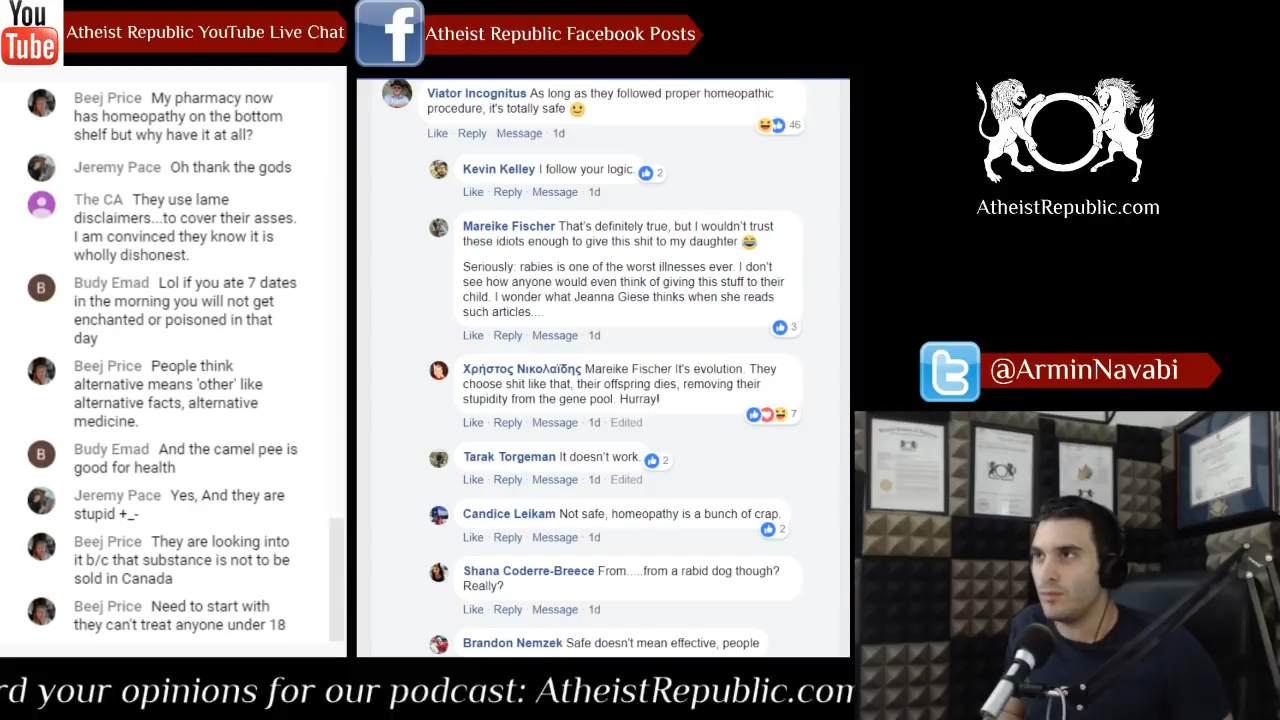 You
Tube
Atheist Republic YouTube Live Chat
Atheist Republic Facebook Posts
Beej Price My pharmacy now
has homeopathy on the bottom
shelf but why have it at all?
Jeremy Pace Oh thank the gods
The CA They use lame
disclaimers...to cover their asses.
I am convinced they know it is
wholly dishonest.
B
Budy Emad Lol if you ate 7 dates
in the morning you will not get
enchanted or poisoned in that
day
Beej Price People think
alternative means 'other' like
alternative facts, alternative
medicine.
B
Budy Emad And the camel pee is
good for health
Jeremy Pace Yes, And they are
stupid +_-
Beej Price They are looking into
it b/c that substance is not to be
sold in Canada
Beej Price Need to start with
they can't treat anyone under 18
Viator Incognitus As long as they followed proper homeopathic
procedure, it's totally safe 😉
46
Like · Reply · Message · 1d
Kevin Kelley I follow your logic.
2
Like · Reply · Message · 1d
Mareike Fischer That's definitely true, but I wouldn't trust
these idiots enough to give this shit to my daughter 😂
Seriously: rabies is one of the worst illnesses ever. I don't
see how anyone would even think of giving this stuff to their
child. I wonder what Jeanna Giese thinks when she reads
such articles....
3
Like · Reply · Message · 1d
Χρήστος Νικολαΐδης Mareike Fischer It's evolution. They
choose shit like that, their offspring dies, removing their
stupidity from the gene pool. Hurray!
7
Like · Reply · Message · 1d · Edited
Tarak Torgeman It doesn't work.
2
Like · Reply · Message · 1d · Edited
Candice Leikam Not safe, homeopathy is a bunch of crap.
2
Like · Reply · Message · 1d
Shana Coderre-Breece From.....from a rabid dog though?
Really?
Like · Reply · Message · 1d
Brandon Nemzek Safe doesn't mean effective, people
AtheistRepublic.com
@ArminNavabi
rd your opinions for our podcast: AtheistRepublic.com